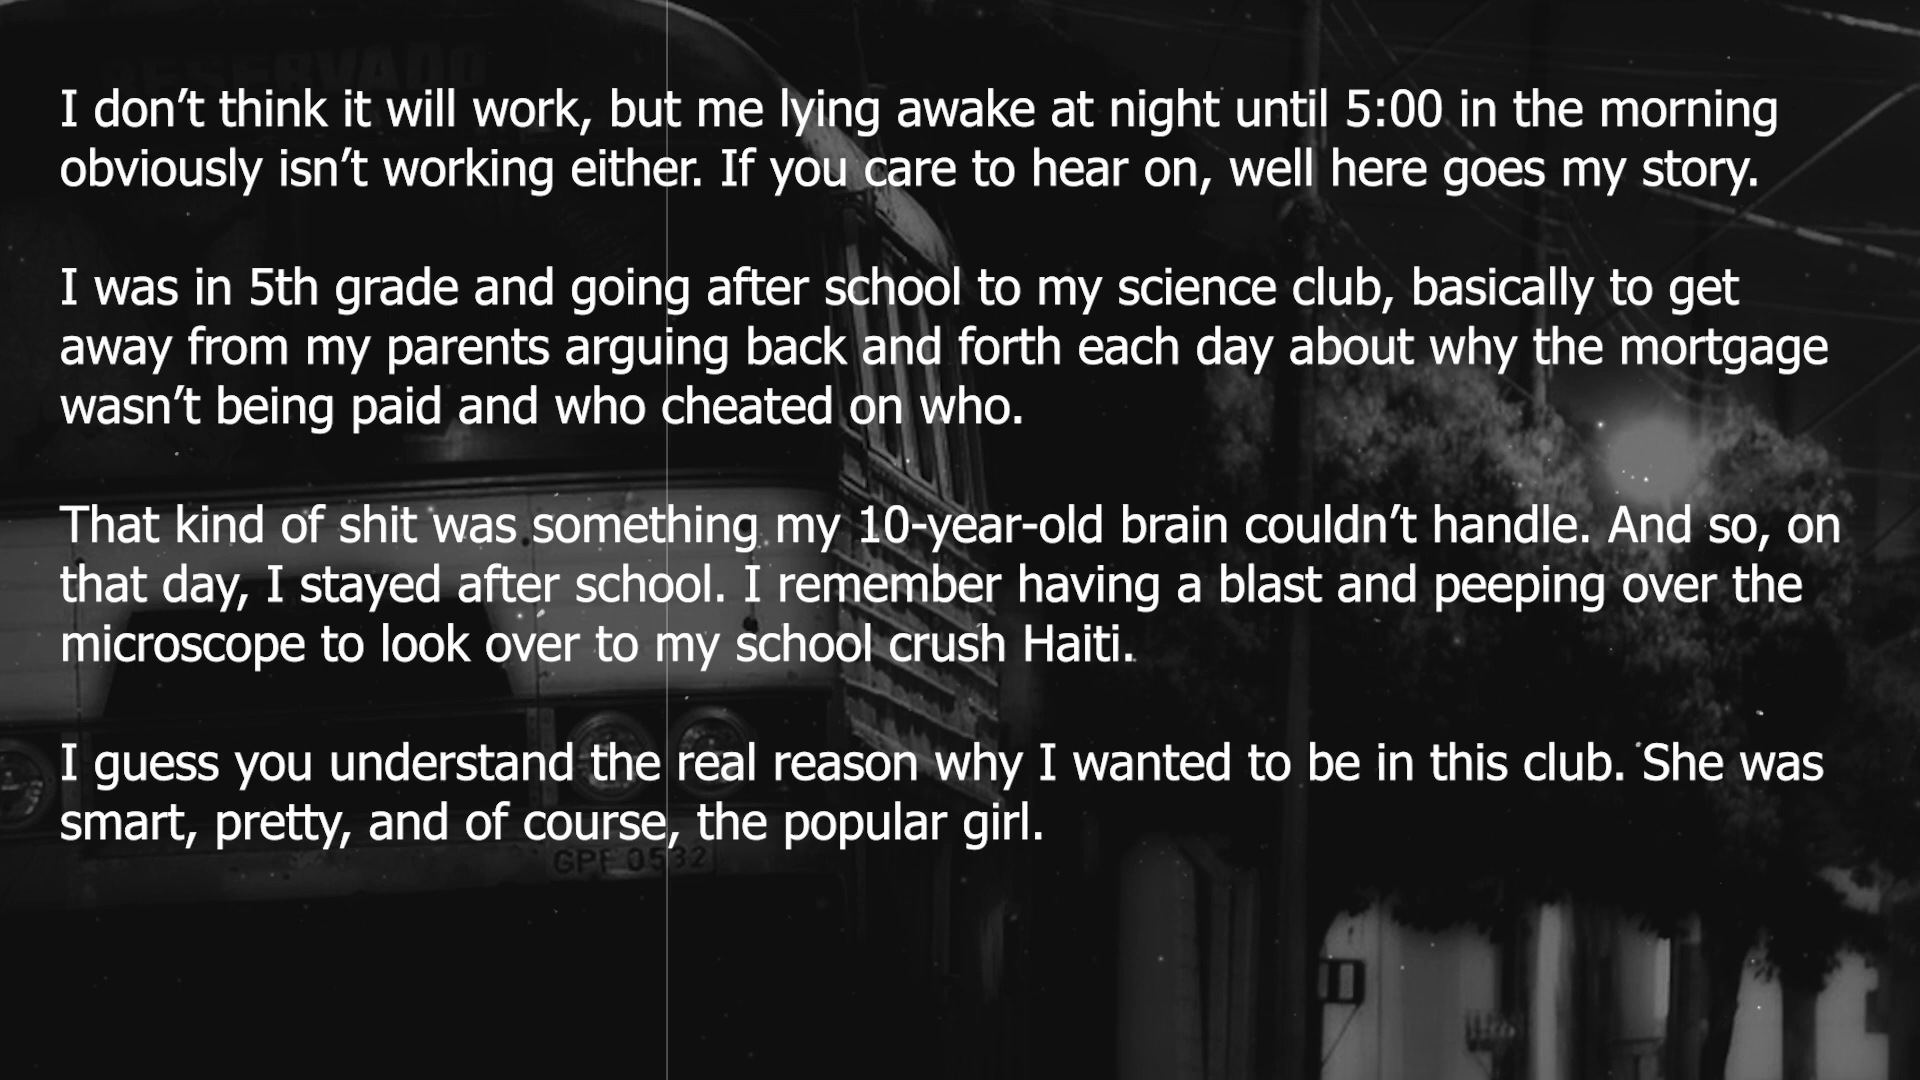 RESERVADO
I don’t think it will work, but me lying awake at night until 5:00 in the morning
obviously isn’t working either. If you care to hear on, well here goes my story.
I was in 5th grade and going after school to my science club, basically to get
away from my parents arguing back and forth each day about why the mortgage
wasn’t being paid and who cheated on who.
That kind of shit was something my 10-year-old brain couldn’t handle. And so, on
that day, I stayed after school. I remember having a blast and peeping over the
microscope to look over to my school crush Haiti.
I guess you understand the real reason why I wanted to be in this club. She was
smart, pretty, and of course, the popular girl.
GPF 0532